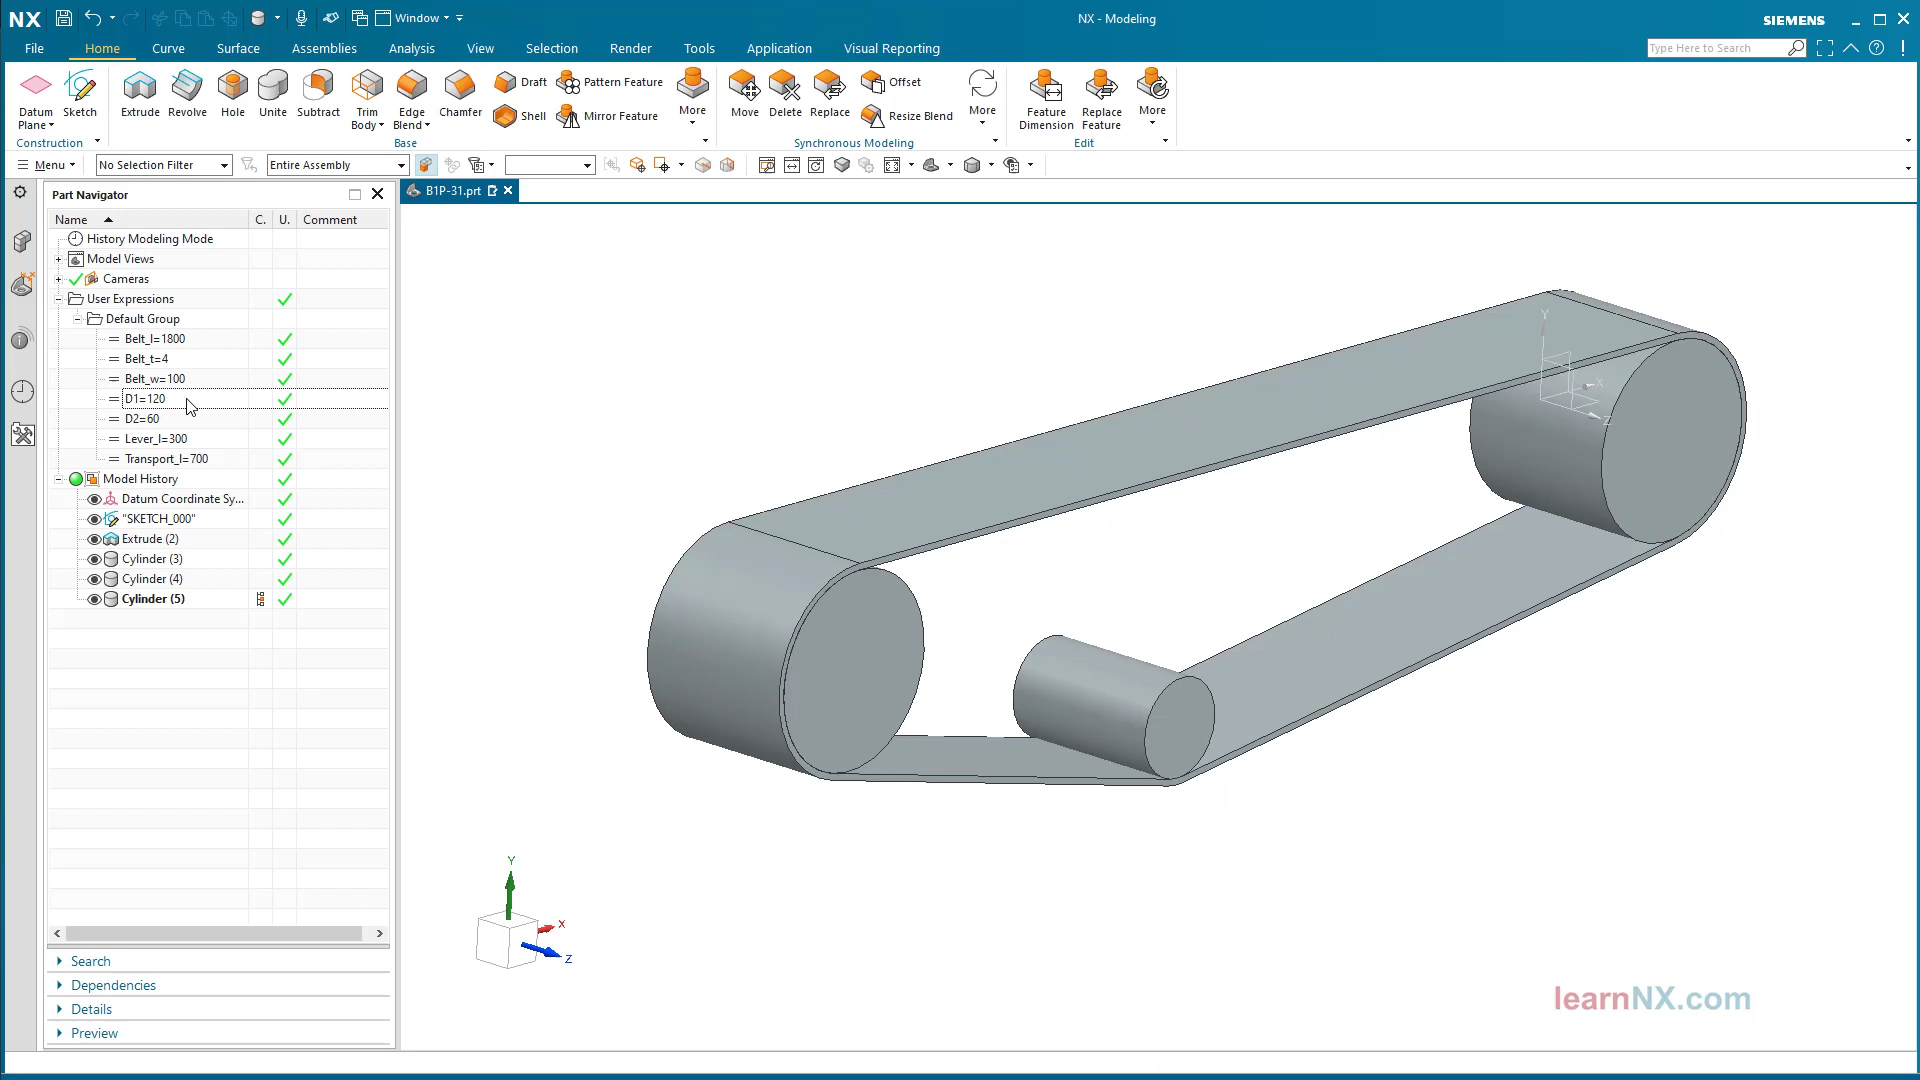 NX
Window
NX - Modeling
SIEMENS
File
Home
Curve
Surface
Assemblies
Analysis
View
Selection
Render
Tools
Application
Visual Reporting
Type Here to Search
Datum Plane
Sketch
Extrude
Revolve
Hole
Unite
Subtract
Trim Body
Edge Blend
Chamfer
Draft
Shell
Pattern Feature
Mirror Feature
More
Move
Delete
Replace
Offset
Resize Blend
More
Feature Dimension
Replace Feature
More
Construction
Base
Synchronous Modeling
Edit
Menu
No Selection Filter
Entire Assembly
Part Navigator
B1P-31.prt
Name
C.
U.
Comment
History Modeling Mode
Model Views
Cameras
User Expressions
Default Group
Belt_l=1800
Belt_t=4
Belt_w=100
D1=120
D2=60
Lever_l=300
Transport_l=700
Model History
Datum Coordinate Sy...
"SKETCH_000"
Extrude (2)
Cylinder (3)
Cylinder (4)
Cylinder (5)
Search
Dependencies
Details
Preview
Y
X
Z
Y
X
Z
learnNX.com